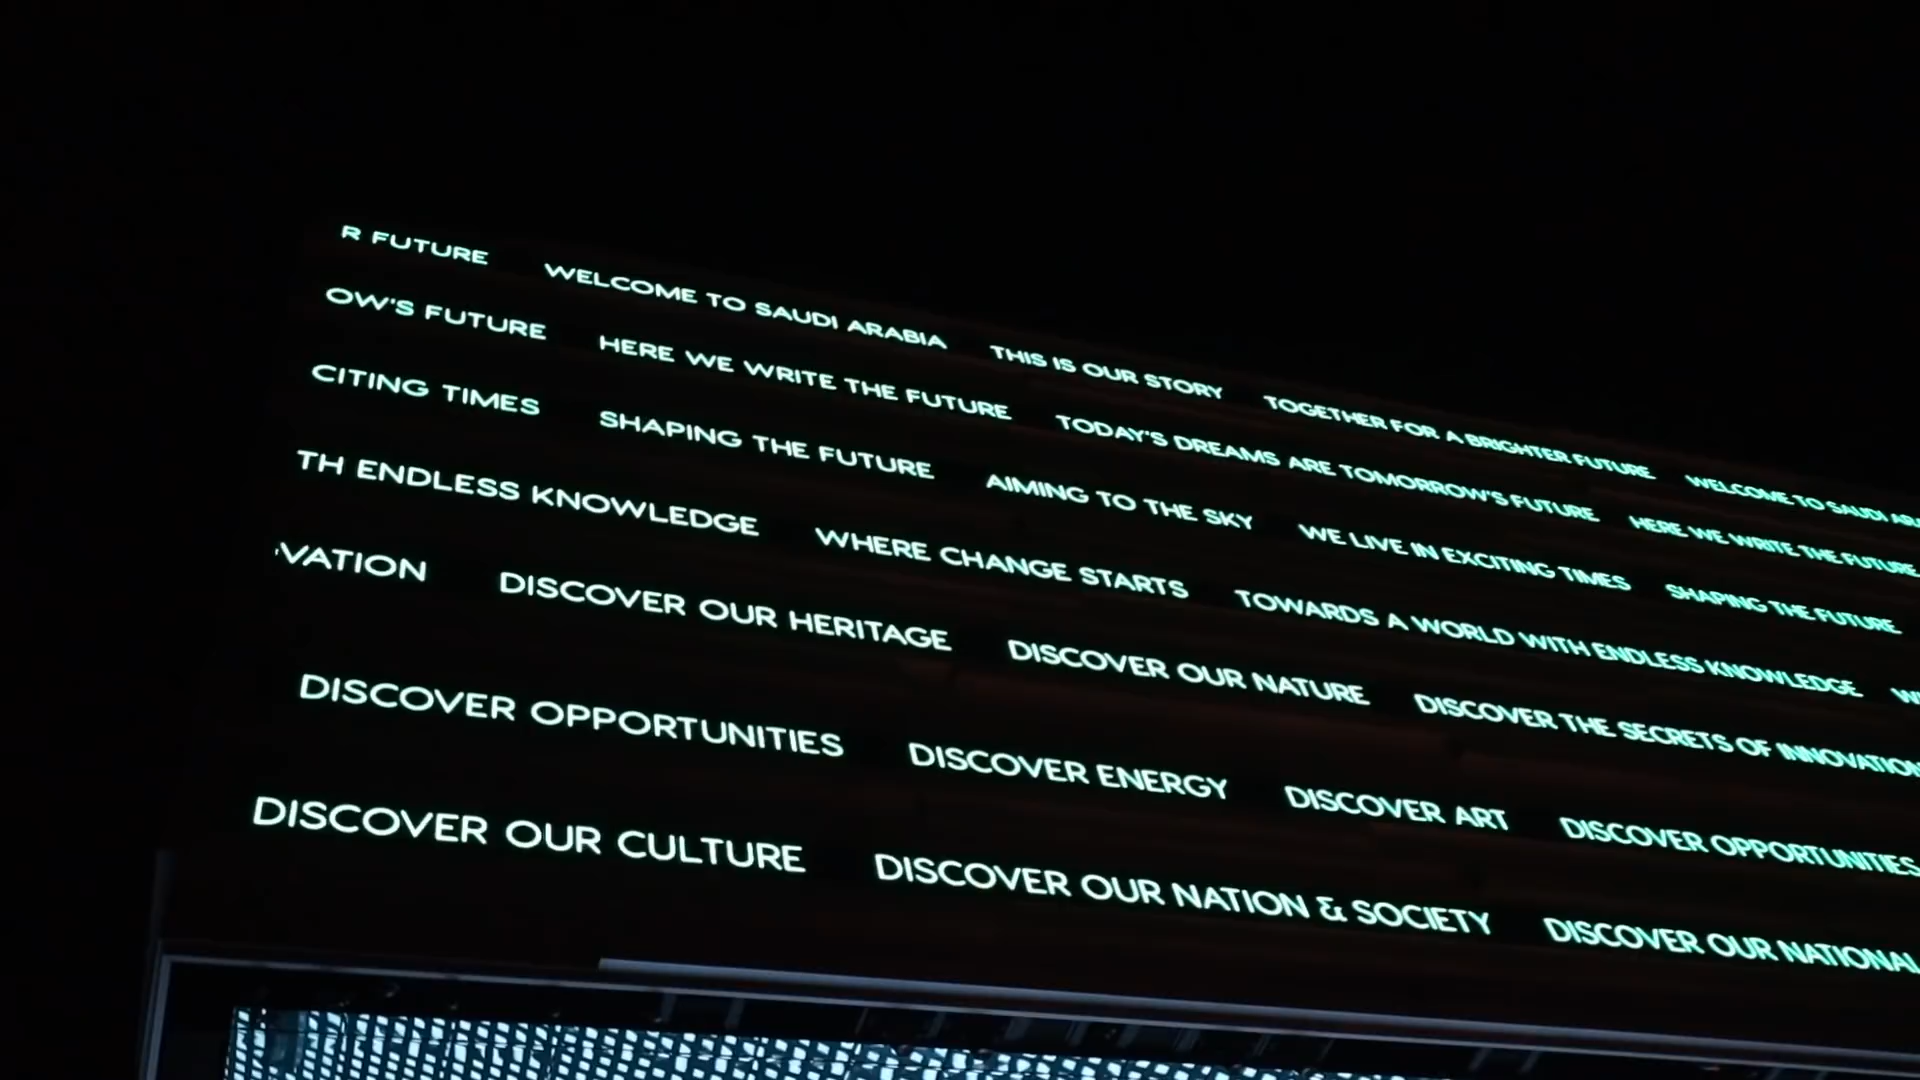 R FUTURE WELCOME TO SAUDI ARABIA THIS IS OUR STORY TOGETHER FOR A BRIGHTER FUTURE WELCOME TO SAUDI
OW'S FUTURE HERE WE WRITE THE FUTURE TODAY'S DREAMS ARE TOMORROW'S FUTURE HERE WE WRITE THE FUTURE
CITING TIMES SHAPING THE FUTURE AIMING TO THE SKY WE LIVE IN EXCITING TIMES SHAPING THE FUTURE
TH ENDLESS KNOWLEDGE WHERE CHANGE STARTS TOWARDS A WORLD WITH ENDLESS KNOWLEDGE
VATION DISCOVER OUR HERITAGE DISCOVER OUR NATURE DISCOVER THE SECRETS OF INNOVATION
DISCOVER OPPORTUNITIES DISCOVER ENERGY DISCOVER ART DISCOVER OPPORTUNITIES
DISCOVER OUR CULTURE DISCOVER OUR NATION & SOCIETY DISCOVER OUR NATIONAL